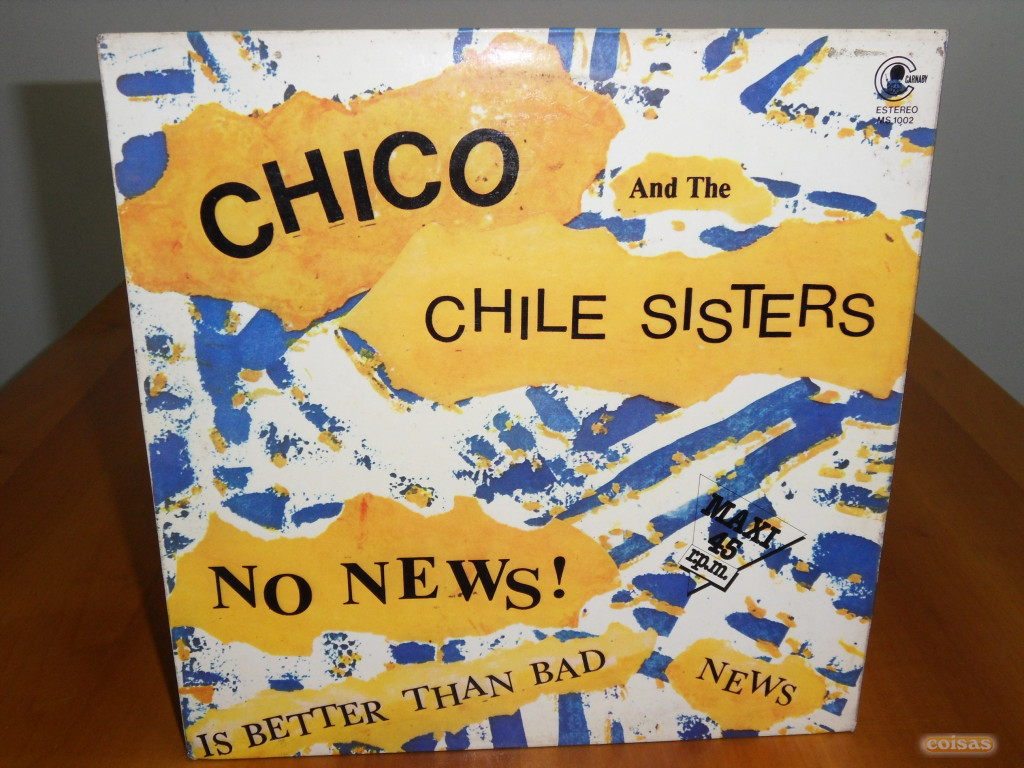 CARNABY
ESTEREO
MS.1002
CHICO
And The
CHILE SISTERS
MAXI
45
r.p.m.
NO NEWS!
IS BETTER THAN BAD
NEWS
coisas